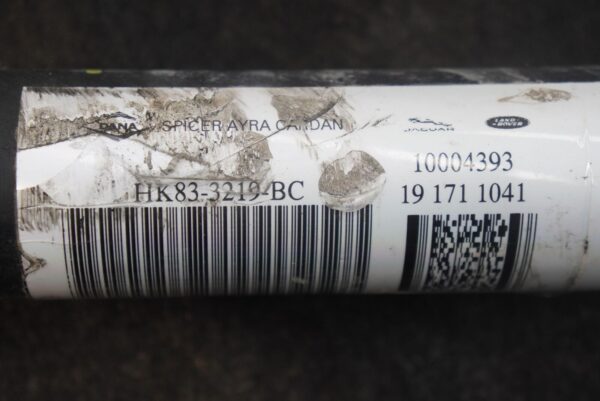 DANA SPICER AYRA CARDAN
JAGUAR
LAND ROVER
HK83-3219-BC
10004393
19 171 1041